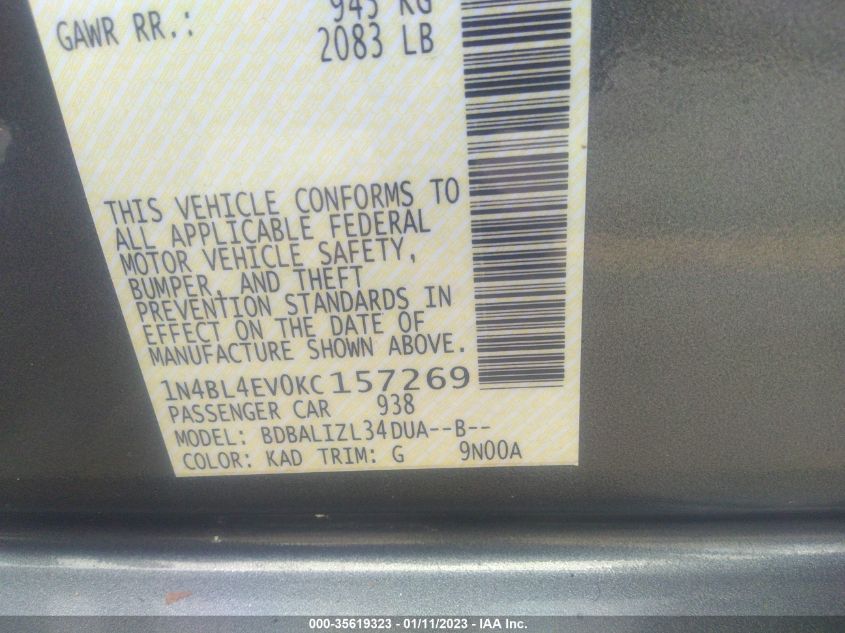 GAWR RR.: 945 KG
2083 LB
THIS VEHICLE CONFORMS TO
ALL APPLICABLE FEDERAL
MOTOR VEHICLE SAFETY,
BUMPER, AND THEFT
PREVENTION STANDARDS IN
EFFECT ON THE DATE OF
MANUFACTURE SHOWN ABOVE.
1N4BL4EV0KC157269
PASSENGER CAR 938
MODEL: BDBALIZL34DUA--B--
COLOR: KAD TRIM: G 9N00A
000-35619323 - 01/11/2023 - IAA Inc.